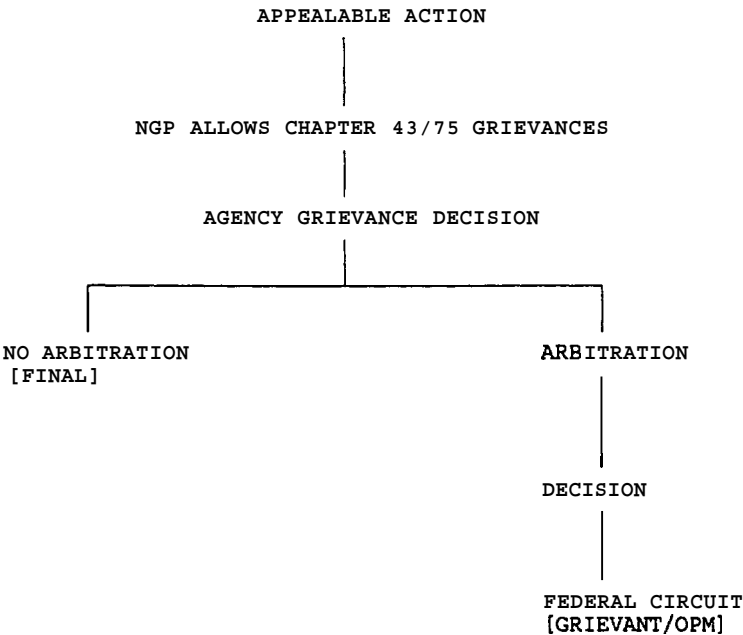 APPEALABLE ACTION
NGP ALLOWS CHAPTER 43/75 GRIEVANCES
AGENCY GRIEVANCE DECISION
NO ARBITRATION
[FINAL]
ARBITRATION
DECISION
FEDERAL CIRCUIT
[GRIEVANT/OPM]